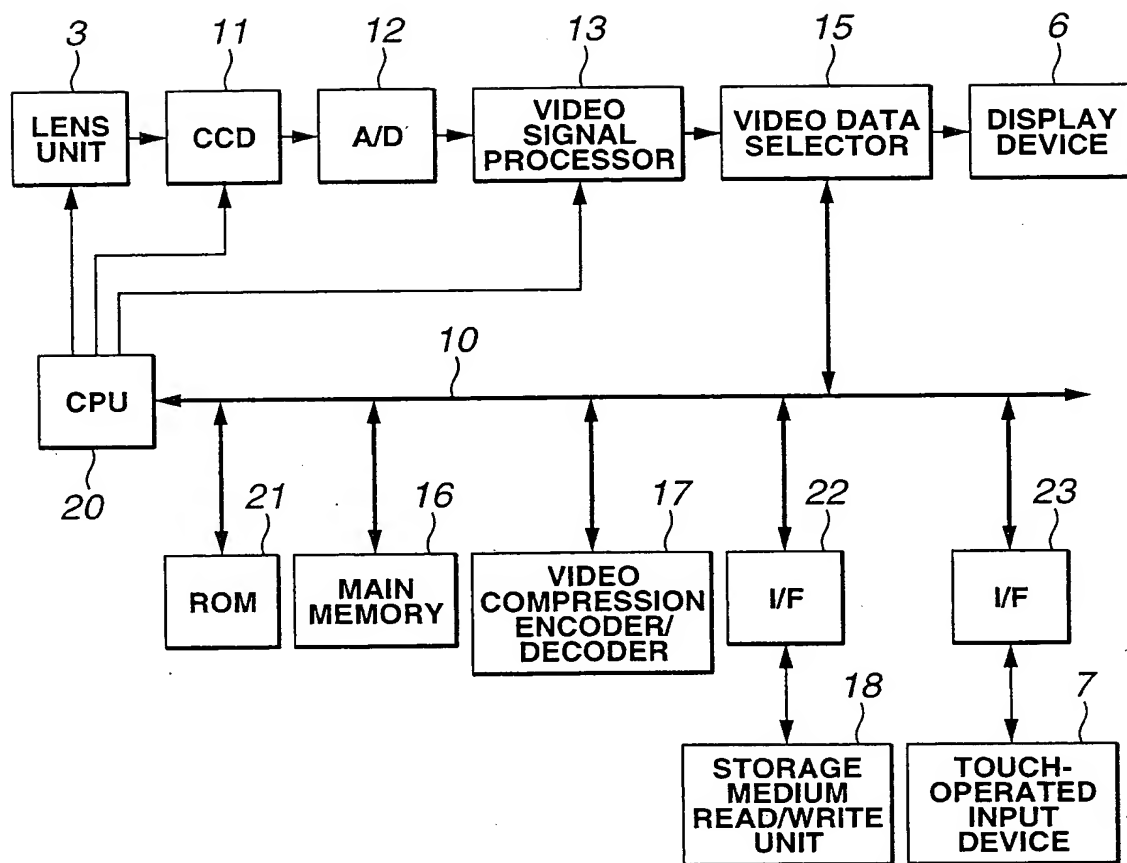 3
11
12
13
15
6
LENS
UNIT
CCD
A/D
VIDEO
SIGNAL
PROCESSOR
VIDEO DATA
SELECTOR
DISPLAY
DEVICE
CPU
10
20
21
16
17
22
23
ROM
MAIN
MEMORY
VIDEO
COMPRESSION
ENCODER/
DECODER
I/F
I/F
18
7
STORAGE
MEDIUM
READ/WRITE
UNIT
TOUCH-
OPERATED
INPUT
DEVICE